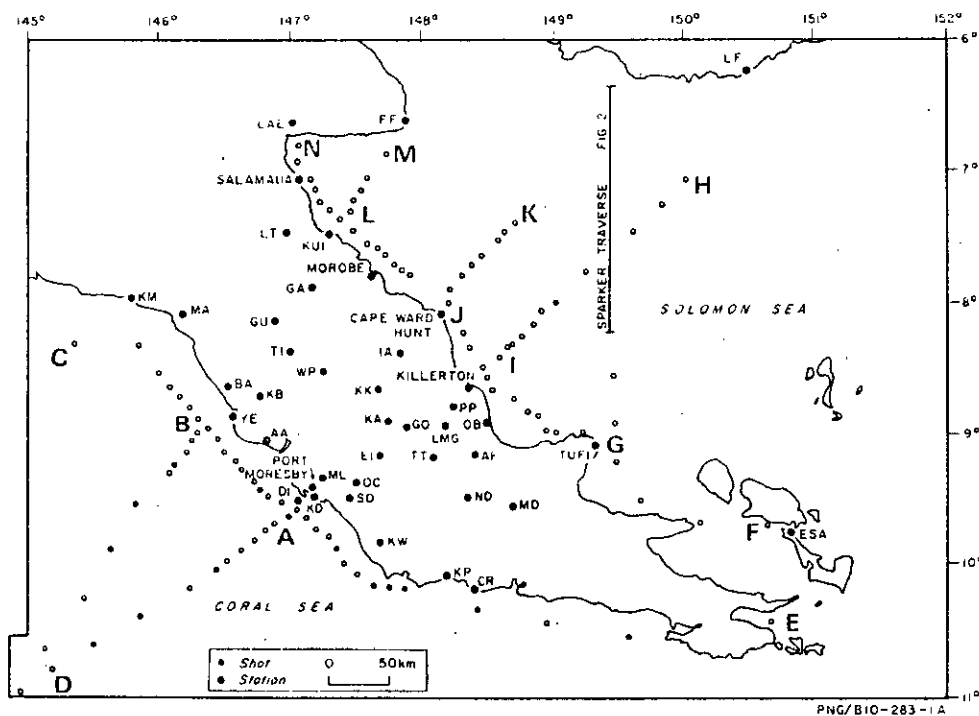 145° 146° 147° 148° 149° 150° 151° 152°
6°
LF
LAE FF
N M
SALAMAUA
7°
H
L K
LT KUI
MOROBE
SPARKER TRAVERSE FIG 2
GA
KM
MA
8°
CAPE WARD HUNT
J
SOLOMON SEA
GU
C TI IA
I
WP
BA KB KK KILLERTON
D
A
B YE PP
KA GO OB
LMG
9°
AA
G
TUFI
PORT MORESBY
EI TT AF
ML
OC
DI KD SD ND MD
A F ESA
KW
10°
KP CR
CORAL SEA
E
Shot 0 50km
Station
D
11°
PNG/B10-283-1A